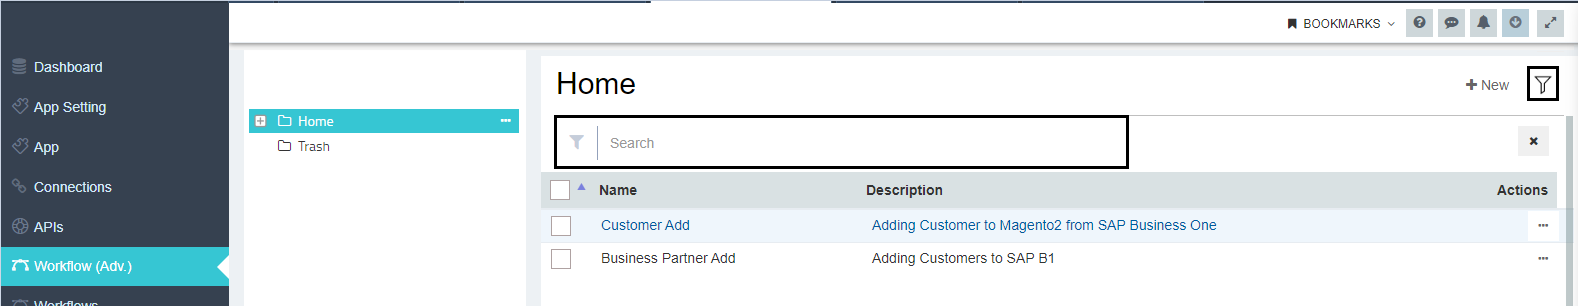 BOOKMARKS
Dashboard
App Setting
App
Connections
APIs
Workflow (Adv.)
Workflows
Home
Trash
Home
New
Search
Name Description Actions
Customer Add Adding Customer to Magento2 from SAP Business One
Business Partner Add Adding Customers to SAP B1